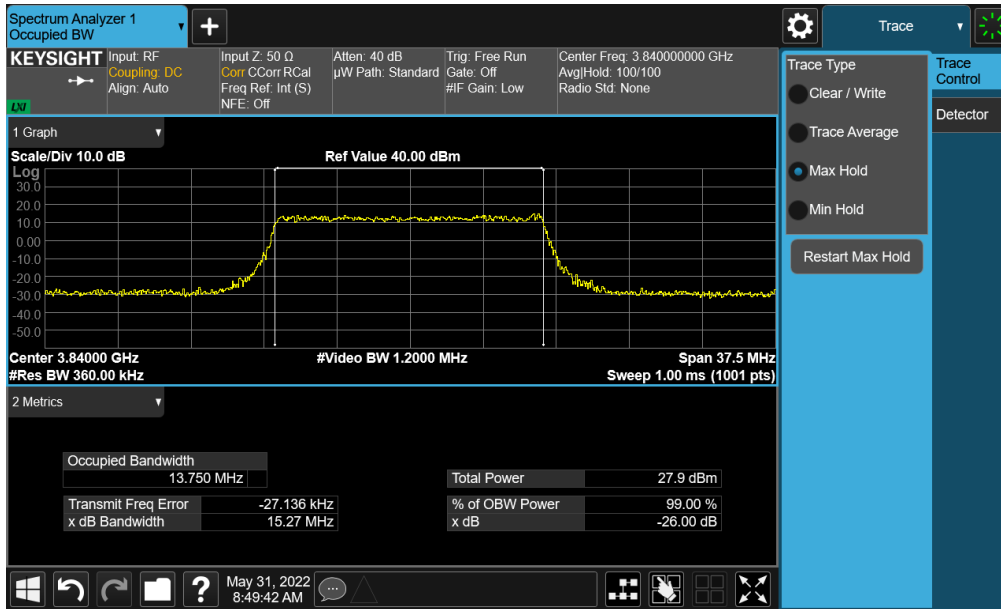 Spectrum Analyzer 1
Occupied BW
+
Trace
KEYSIGHT
LXI
Input: RF
Coupling: DC
Align: Auto
Input Z: 50 Ω
Corr CCorr RCal
Freq Ref: Int (S)
NFE: Off
Atten: 40 dB
µW Path: Standard
Trig: Free Run
Gate: Off
#IF Gain: Low
Center Freq: 3.840000000 GHz
Avg|Hold: 100/100
Radio Std: None
Trace Type
Clear / Write
Trace Average
Max Hold
Min Hold
Restart Max Hold
Trace
Control
Detector
1 Graph
Scale/Div 10.0 dB
Ref Value 40.00 dBm
Log
30.0
20.0
10.0
0.00
-10.0
-20.0
-30.0
-40.0
-50.0
Center 3.84000 GHz
#Video BW 1.2000 MHz
Span 37.5 MHz
#Res BW 360.00 kHz
Sweep 1.00 ms (1001 pts)
2 Metrics
Occupied Bandwidth
13.750 MHz
Total Power 27.9 dBm
Transmit Freq Error -27.136 kHz
% of OBW Power 99.00 %
x dB Bandwidth 15.27 MHz
x dB -26.00 dB
?
May 31, 2022
8:49:42 AM